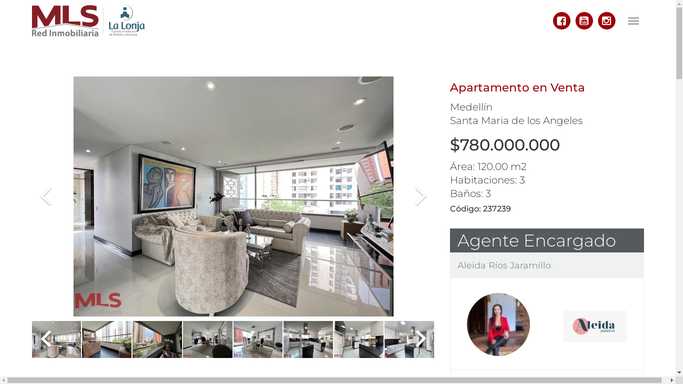 MLS
Red Inmobiliaria
La Lonja
Apartamento en Venta
Medellín
Santa Maria de los Angeles
$780.000.000
Área: 120.00 m2
Habitaciones: 3
Baños: 3
Código: 237239
Agente Encargado
Aleida Rios Jaramillo
MLS
Aleida